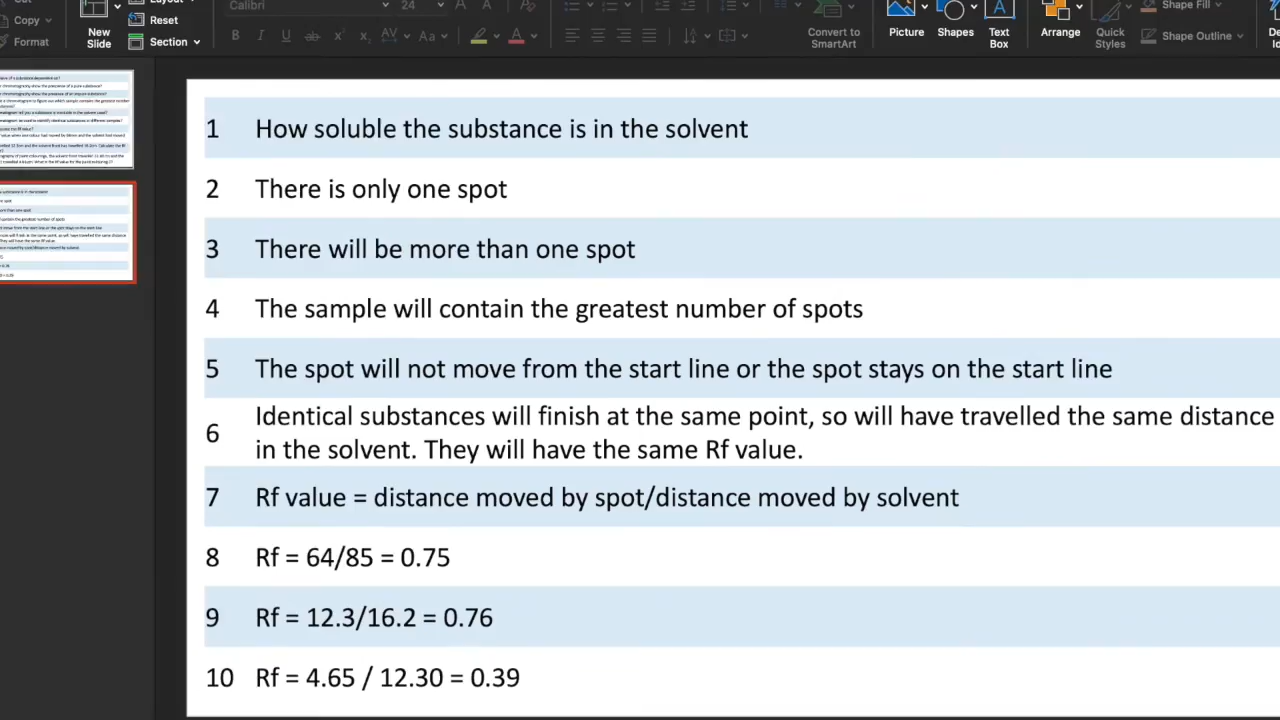 Layout
Cut
Copy
Reset
Format
New
Slide
Section
Calibri
24
B I U
Aa
A
Convert to
SmartArt
Picture
Shapes
Text
Box
Arrange
Quick
Styles
Shape Fill
Shape Outline
1 How soluble the substance is in the solvent
2 There is only one spot
3 There will be more than one spot
4 The sample will contain the greatest number of spots
5 The spot will not move from the start line or the spot stays on the start line
6 Identical substances will finish at the same point, so will have travelled the same distance
in the solvent. They will have the same Rf value.
7 Rf value = distance moved by spot/distance moved by solvent
8 Rf = 64/85 = 0.75
9 Rf = 12.3/16.2 = 0.76
10 Rf = 4.65 / 12.30 = 0.39